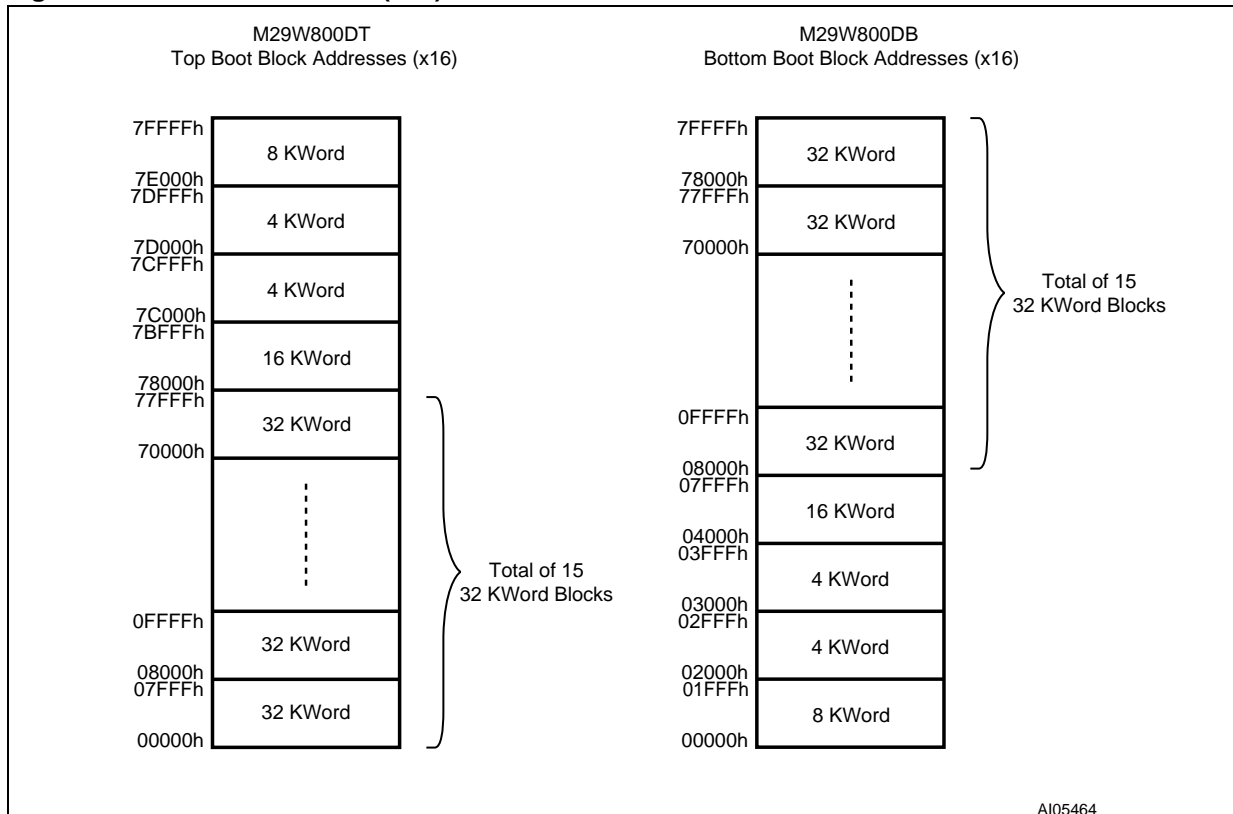 M29W800DT
Top Boot Block Addresses (x16)
7FFFFh
8 KWord
7E000h
7DFFFh
4 KWord
7D000h
7CFFFh
4 KWord
7C000h
7BFFFh
16 KWord
78000h
77FFFh
32 KWord
70000h
Total of 15
32 KWord Blocks
0FFFFh
32 KWord
08000h
07FFFh
32 KWord
00000h
M29W800DB
Bottom Boot Block Addresses (x16)
7FFFFh
32 KWord
78000h
77FFFh
32 KWord
70000h
Total of 15
32 KWord Blocks
0FFFFh
32 KWord
08000h
07FFFh
16 KWord
04000h
03FFFh
4 KWord
03000h
02FFFh
4 KWord
02000h
01FFFh
8 KWord
00000h
AI05464